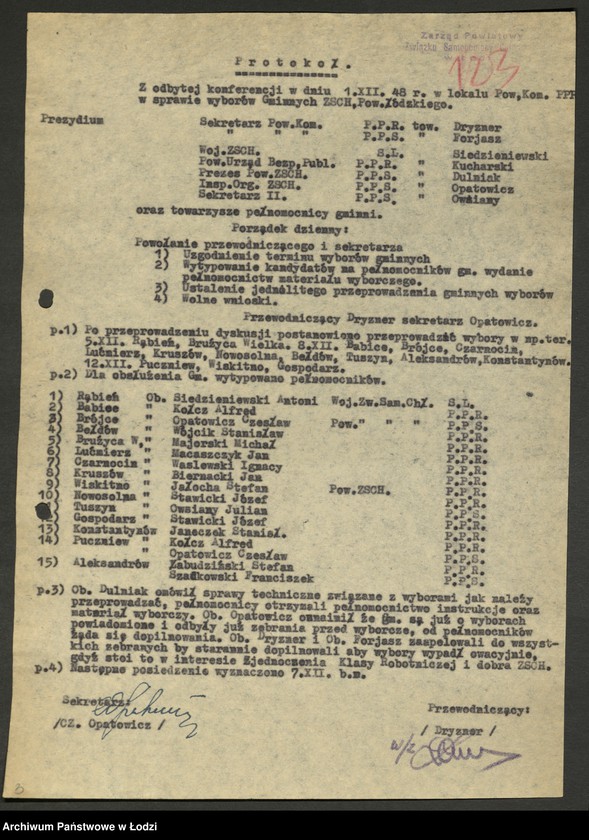 Zarząd Powiatowy
Związku Samopomocy
123
Protokoł.
Z odbytej konferencji w dniu 1.XII. 48 r. w lokalu Pow.Kom. PPR
w sprawie wyborów Gminnych ZSCH,Pow.łódzkiego.
Prezydium Sekretarz Pow.Kom. P.P.R. tow. Dryzner
" " " P.P.S. " Forjasz
Woj.ZSCH. S.L. Siedzieniewski
Pow.Urząd Bezp.Publ. P.P.R. " Kucharski
Prezes Pow.ZSCH. P.P.S. " Dulniak
Insp.Org. ZSCH. P.P.S. " Opatowicz
Sekretarz II. P.P.S. " Owsiany
oraz towarzysze pełnomocnicy gminni.
Porządek dzienny:
Powołanie przewodniczącego i sekretarza
1) Uzgodnienie terminu wyborów gminnych
2) Wytypowanie kandydatów na pełnomocników gm. wydanie
pełnomocnictw materiału wyborczego.
3) Ustalenie jednolitego przeprowadzenia gminnych wyborów
4) Wolne wnioski.
Przewodniczący Dryzner sekretarz Opatowicz.
p.1) Po przeprowadzeniu dyskusji postanowiono przeprowadzać wybory w np.ter.
5.XII. Rąbień, Brużyca Wielka. 8.XII. Babice, Brójce, Czarnocin,
Lućmierz, Kruszów, Nowosolna, Bełdów, Tuszyn, Aleksandrów,Konstantynów.
12.XII. Puczniew, Wiskitno, Gospodarz.
p.2) Dla obsłużenia Gm. wytypowano pełnomocników.
1) Rąbień Ob. Siedzieniewski Antoni Woj.Zw.Sam.Chł. S.L.
2) Babice " Kołcz Alfred P.P.R.
3) Brójce " Opatowicz Czesław Pow." " " P.P.S.
4) Bełdów " Wójcik Stanisław P.P.R.
5) Brużyca W." Majorski Michał P.P.S.
6) Lućmierz " Macaszczyk Jan P.P.R.
7) Czarnocin " Waslewski Ignacy P.P.R.
8) Kruszów " Biernacki Jan P.P.S.
9) Wiskitno " Jałocha Stefan Pow.ZSCH. P.P.R.
10) Nowosolna " Stawicki Józef P.P.R.
Tuszyn " Owsiany Julian P.P.S.
12 Gospodarz " Stawicki Józef P.P.R.
13) Konstantynów Janeczek Stanisł. P.P.R.
14) Puczniew " Kołcz Alfred P.P.R.
" Opatowicz Czesław P.P.S.
15) Aleksandrów Zabudziński Stefan P.P.R.
Szadkowski Franciszek P.P.S.
p.3) Ob. Dulniak omówił sprawy techniczne związane z wyborami jak należy
przeprowadzać, pełnomocnicy otrzymali pełnomocnictwo instrukcje oraz
materiał wyborczy. Ob. Opatowicz oznaimił że Gm. są już o wyborach
powiadomione i odbyły już zebrania przed wyborcze, od pełnomocników
żąda się dopilnowania. Ob. Dryzner i Ob. Forjasz zaapelowali do wszyst-
kich zebranych by starannie dopilnowali aby wybory wypadł owacyjnie,
gdyż stoi to w interesie Zjednoczenia Klasy Robotniczej i dobra ZSCH.
p.4) Następne posiedzenie wyznaczono 7.XII. b.m.
Sekretarz:
/CZ. Opatowicz /
Przewodniczący:
/ Dryzner /
w/z
3
Archiwum Państwowe w Łodzi